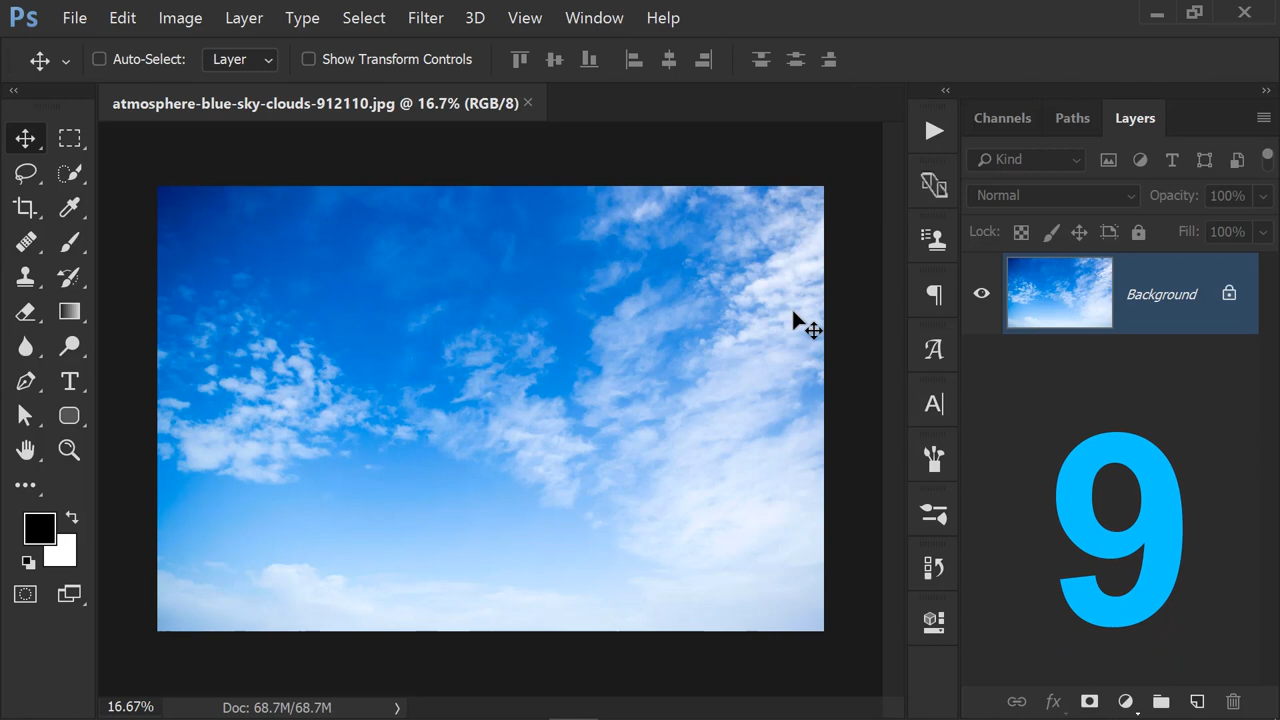 Ps File Edit Image Layer Type Select Filter 3D View Window Help
Auto-Select: Layer Show Transform Controls
atmosphere-blue-sky-clouds-912110.jpg @ 16.7% (RGB/8) ×
Channels Paths Layers
Kind
Normal Opacity: 100%
Lock: Fill: 100%
Background
9
16.67% Doc: 68.7M/68.7M